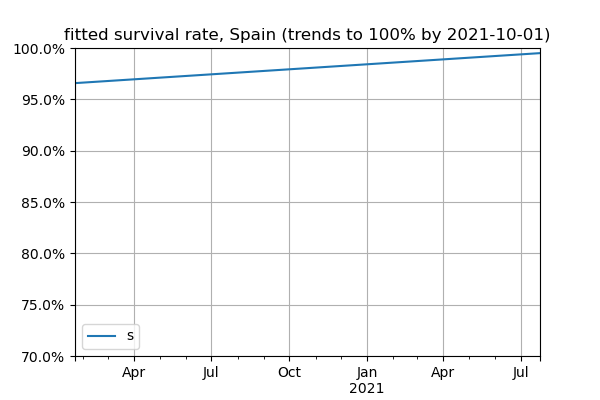 fitted survival rate, Spain (trends to 100% by 2021-10-01)
100.0%
95.0%
90.0%
85.0%
80.0%
75.0%
70.0%
s
Apr Jul Oct Jan Apr Jul
2021